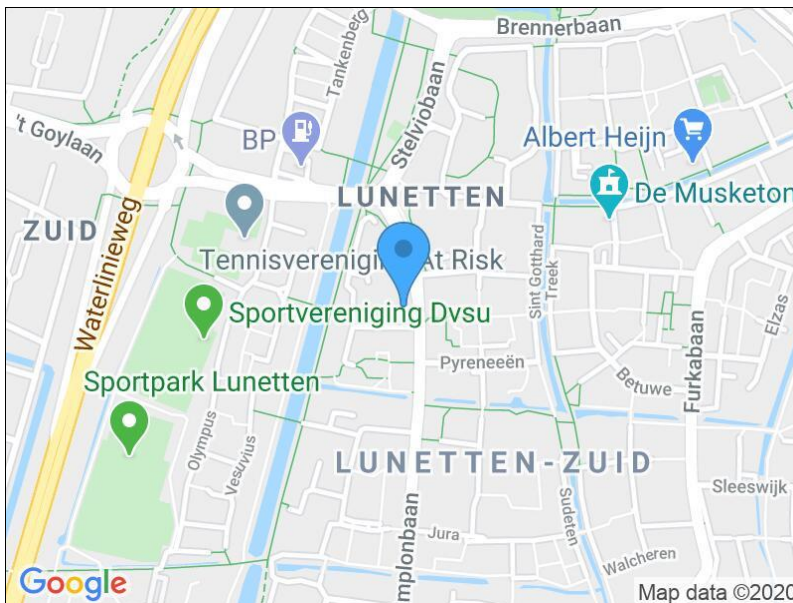 Brennerbaan
Tankenberg
't Goylaan
BP
Stelviobaan
Albert Heijn
LUNETTEN
De Musketon
ZUID
Waterlinieweg
Tennisvereniging At Risk
Sint Gotthard
Treek
Sportvereniging Dvsu
Elzas
Pyreneeën
Furkabaan
Sportpark Lunetten
Betuwe
Olympus
Vesuvius
LUNETTEN-ZUID
Sleeswijk
Sudeten
Jura
mplonbaan
Walcheren
Google
Map data ©2020